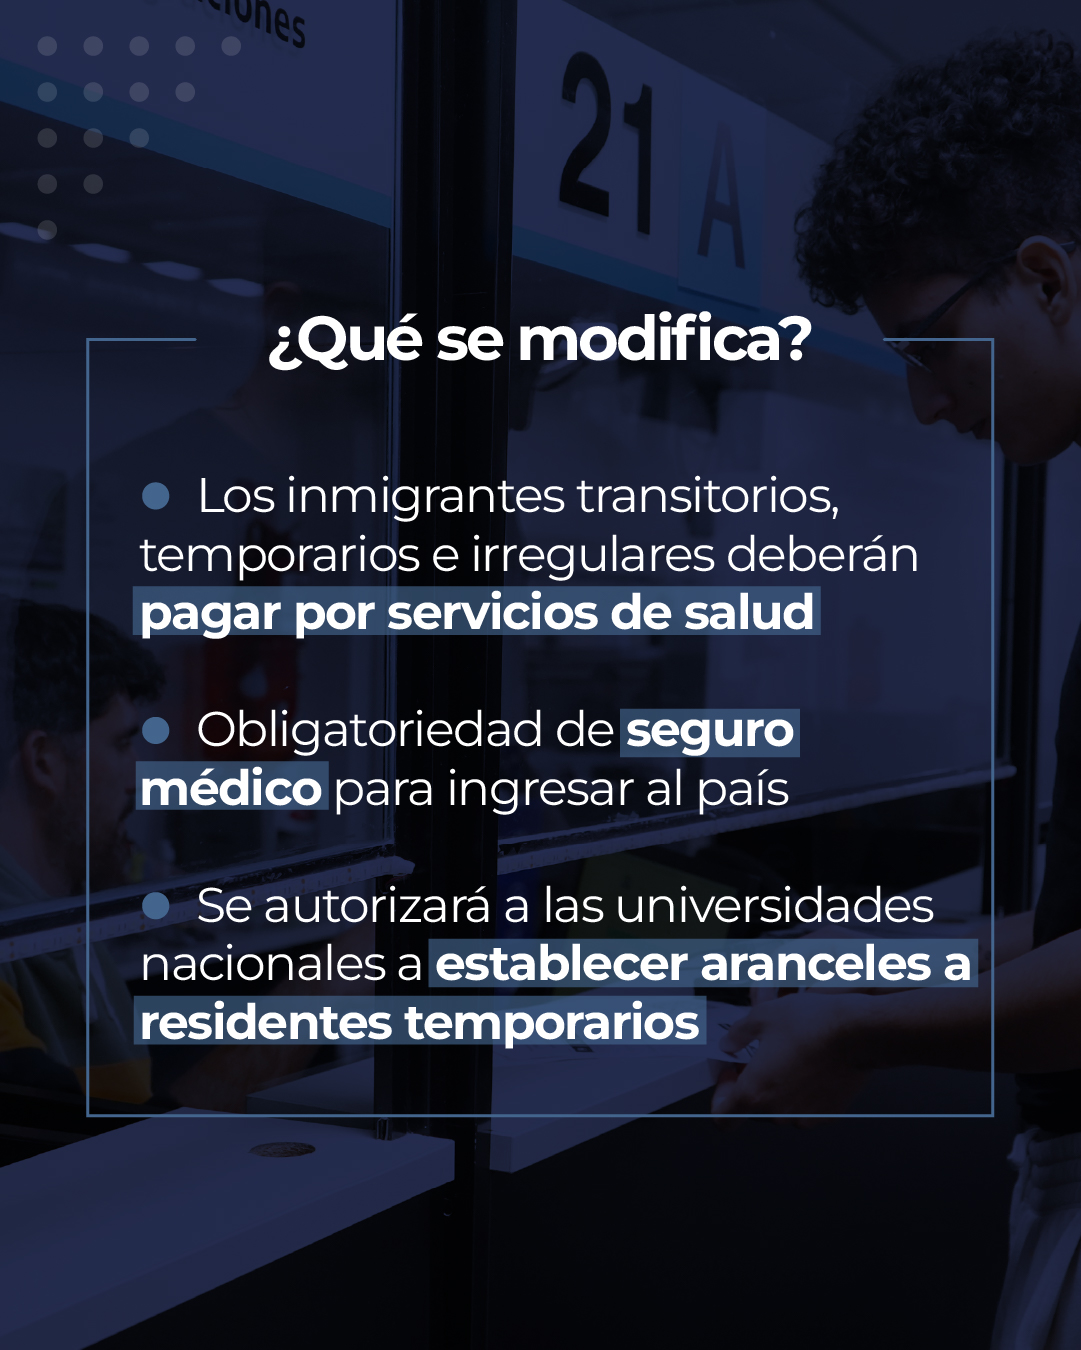 21 A
¿Qué se modifica?
● Los inmigrantes transitorios,
temporarios e irregulares deberán
pagar por servicios de salud
● Obligatoriedad de seguro
médico para ingresar al país
● Se autorizará a las universidades
nacionales a establecer aranceles a
residentes temporarios